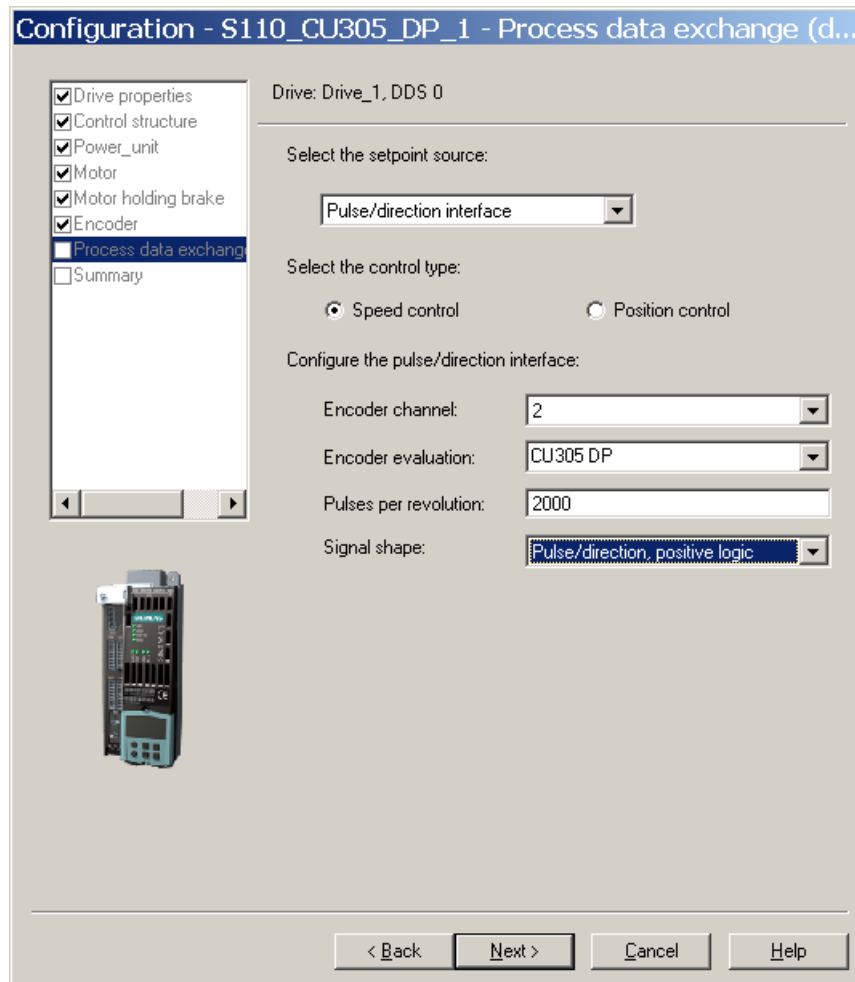 Configuration - S110_CU305_DP_1 - Process data exchange (d...
Drive properties
Control structure
Power_unit
Motor
Motor holding brake
Encoder
Process data exchang
Summary
Drive: Drive_1, DDS 0
Select the setpoint source:
Pulse/direction interface
Select the control type:
Speed control Position control
Configure the pulse/direction interface:
Encoder channel: 2
Encoder evaluation: CU305 DP
Pulses per revolution: 2000
Signal shape: Pulse/direction, positive logic
SIEMENS
< Back Next > Cancel Help